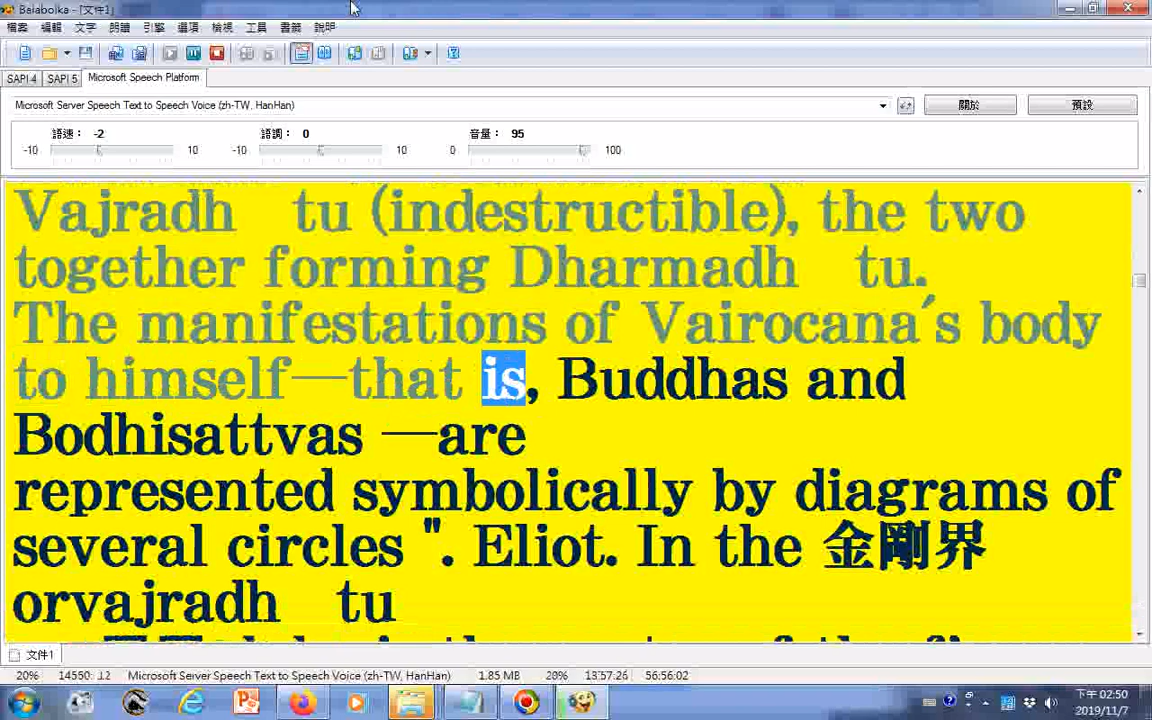 Balabolka - [文件1]
檔案 編輯 文字 朗讀 引擎 選項 檢視 工具 書籤 說明
SAPI 4 SAPI 5 Microsoft Speech Platform
Microsoft Server Speech Text to Speech Voice (zh-TW, HanHan) 關於 預設
語速： -2 語調： 0 音量： 95
-10 10 -10 10 0 100
Vajradh tu (indestructible), the two
together forming Dharmadh tu.
The manifestations of Vairocana's body
to himself—that is, Buddhas and
Bodhisattvas —are
represented symbolically by diagrams of
several circles ". Eliot. In the 金剛界
orvajradh tu
文件1
20% 14550: 12 Microsoft Server Speech Text to Speech Voice (zh-TW, HanHan) 1.85 MB 20% 13:57:26 56:56:02
下午 02:50
2019/11/7